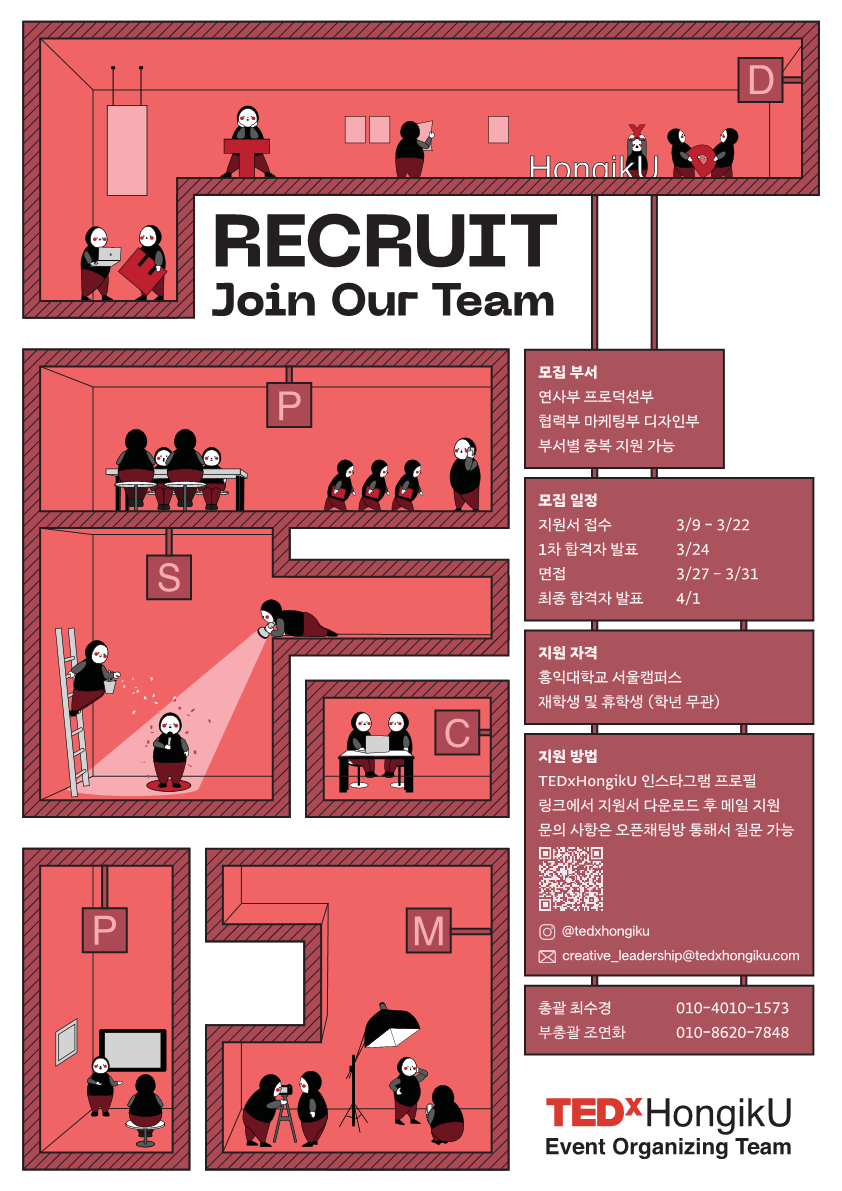 D
T
X
HongikU
D
E
RECRUIT
Join Our Team
P
S
C
P
M
모집 부서
연사부 프로덕션부
협력부 마케팅부 디자인부
부서별 중복 지원 가능
모집 일정
지원서 접수 3/9 - 3/22
1차 합격자 발표 3/24
면접 3/27 - 3/31
최종 합격자 발표 4/1
지원 자격
홍익대학교 서울캠퍼스
재학생 및 휴학생 (학년 무관)
지원 방법
TEDxHongikU 인스타그램 프로필
링크에서 지원서 다운로드 후 메일 지원
문의 사항은 오픈채팅방 통해서 질문 가능
@tedxhongiku
creative_leadership@tedxhongiku.com
총괄 최수경 010-4010-1573
부총괄 조연화 010-8620-7848
TEDxHongikU
Event Organizing Team